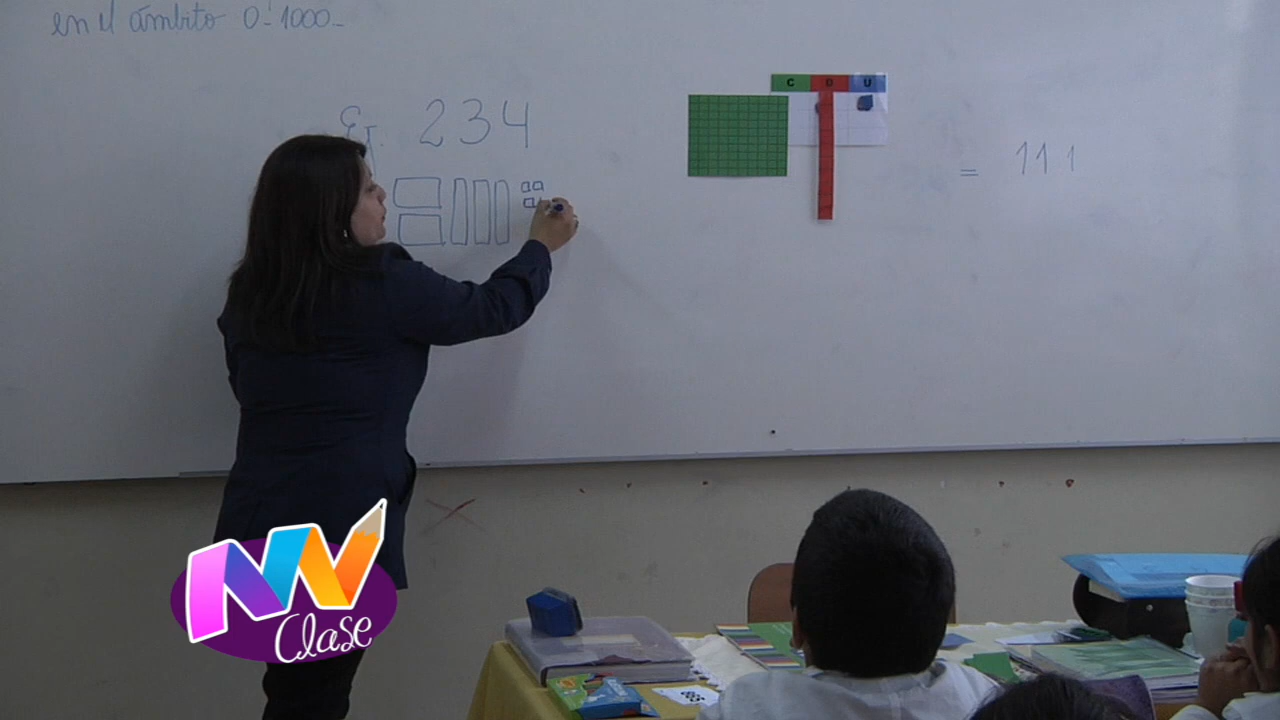 en el ámbito 0-1000-
Ej. 234
C D U
= 111
Clase